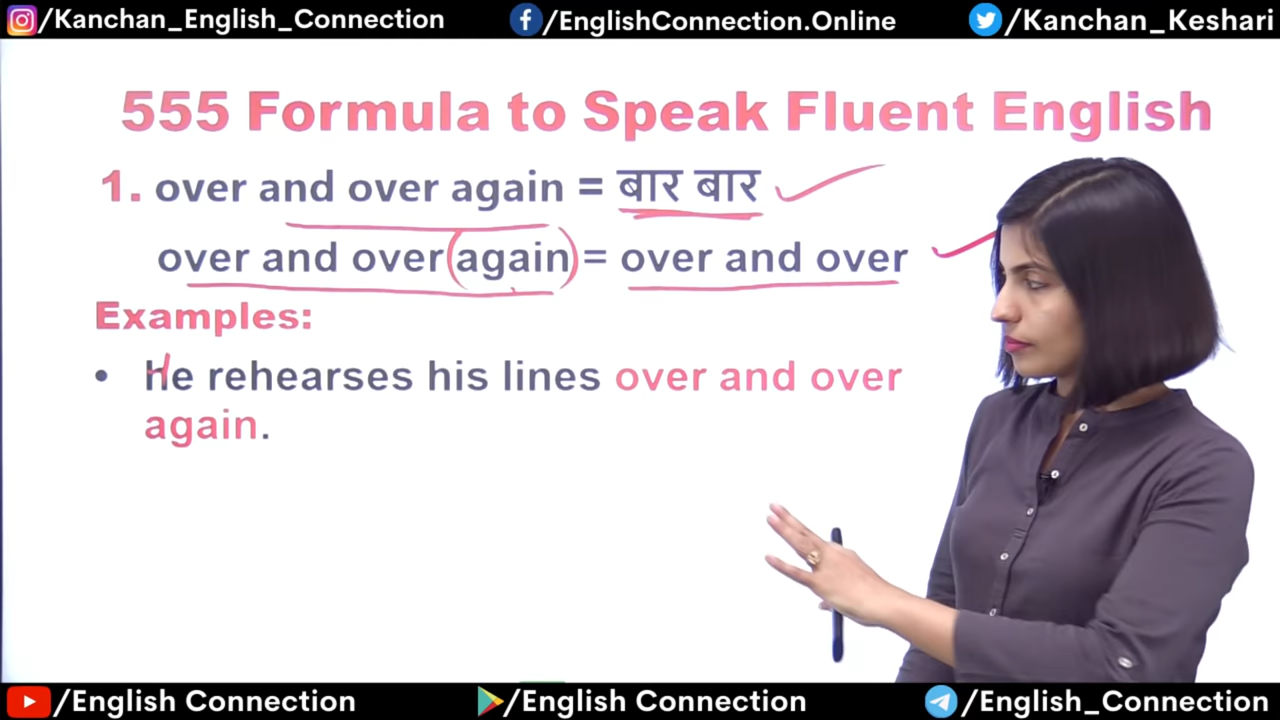 /Kanchan_English_Connection
/EnglishConnection.Online
/Kanchan_Keshari
555 Formula to Speak Fluent English
1. over and over again = बार बार
over and over (again) = over and over
Examples:
• he rehearses his lines over and over
again.
/English Connection
/English Connection
/English_Connection